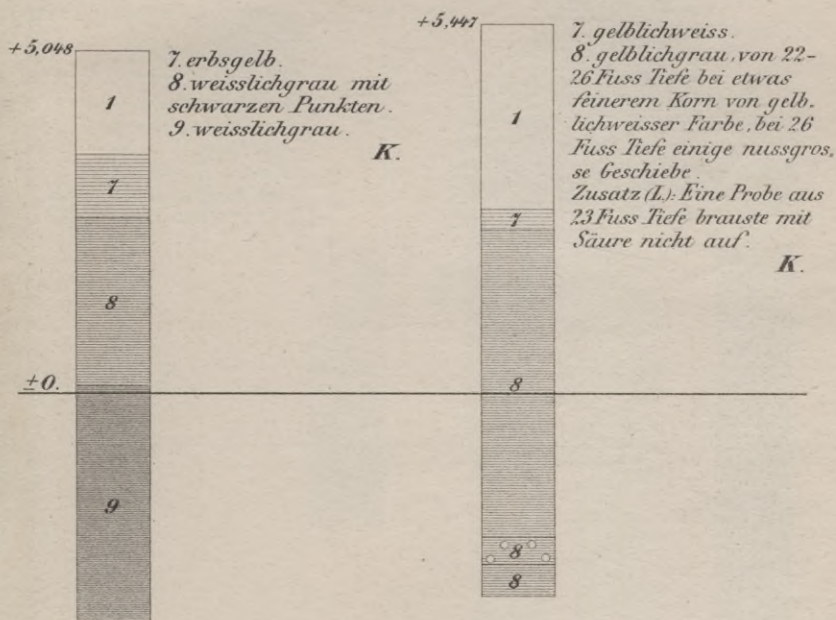 +5,048
7. erbsgelb.
8. weisslichgrau mit
schwarzen Punkten.
9. weisslichgrau.
K.
1
7
8
±0.
9
+5,447
7. gelblichweiss.
8. gelblichgrau, von 22-
26 Fuss Tiefe bei etwas
feinerem Korn von gelb.
lichweisser Farbe, bei 26
Fuss Tiefe einige nussgros.
se Geschiebe.
Zusatz (L): Eine Probe aus
23 Fuss Tiefe brauste mit
Säure nicht auf.
K.
1
7
8
8
8